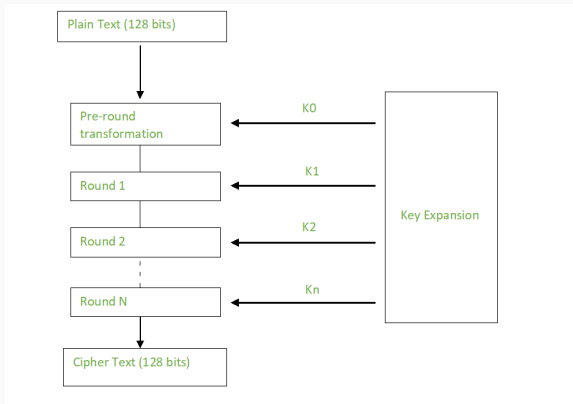 Plain Text (128 bits)
Pre-round
transformation
K0
Round 1
K1
Key Expansion
Round 2
K2
Round N
Kn
Cipher Text (128 bits)